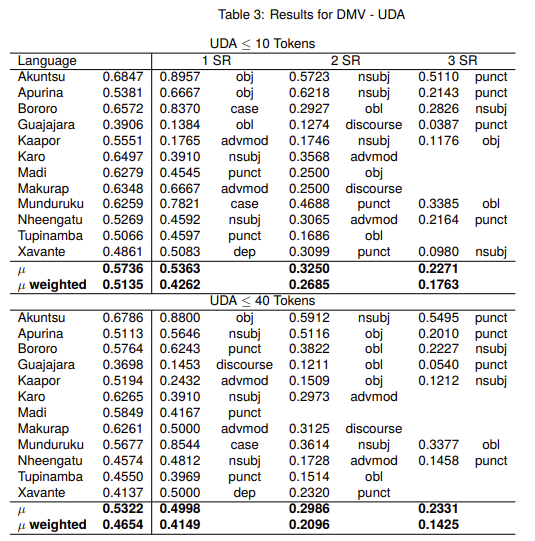 Table 3: Results for DMV - UDA
UDA ≤ 10 Tokens
Language 1 SR 2 SR 3 SR
Akuntsu 0.6847 0.8957 obj 0.5723 nsubj 0.5110 punct
Apurina 0.5381 0.6667 obj 0.6218 nsubj 0.2143 punct
Bororo 0.6572 0.8370 case 0.2927 obl 0.2826 nsubj
Guajajara 0.3906 0.1384 obl 0.1274 discourse 0.0387 punct
Kaapor 0.5551 0.1765 advmod 0.1746 nsubj 0.1176 obj
Karo 0.6497 0.3910 nsubj 0.3568 advmod
Madi 0.6279 0.4545 punct 0.2500 obj
Makurap 0.6348 0.6667 advmod 0.2500 discourse
Munduruku 0.6259 0.7821 case 0.4688 punct 0.3385 obl
Nheengatu 0.5269 0.4592 nsubj 0.3065 advmod 0.2164 punct
Tupinamba 0.5066 0.4597 punct 0.1686 obl
Xavante 0.4861 0.5083 dep 0.3099 punct 0.0980 nsubj
μ 0.5736 0.5363 0.3250 0.2271
μ weighted 0.5135 0.4262 0.2685 0.1763
UDA ≤ 40 Tokens
Akuntsu 0.6786 0.8800 obj 0.5912 nsubj 0.5495 punct
Apurina 0.5113 0.5646 nsubj 0.5116 obj 0.2010 punct
Bororo 0.5764 0.6243 punct 0.3822 obl 0.2227 nsubj
Guajajara 0.3698 0.1453 discourse 0.1211 obl 0.0540 punct
Kaapor 0.5194 0.2432 advmod 0.1509 obj 0.1212 nsubj
Karo 0.6265 0.3910 nsubj 0.2973 advmod
Madi 0.5849 0.4167 punct
Makurap 0.6261 0.5000 advmod 0.3125 discourse
Munduruku 0.5677 0.8544 case 0.3614 nsubj 0.3377 obl
Nheengatu 0.4574 0.4812 nsubj 0.1728 advmod 0.1458 punct
Tupinamba 0.4550 0.3969 punct 0.1514 obl
Xavante 0.4137 0.5000 dep 0.2320 punct
μ 0.5322 0.4998 0.2986 0.2331
μ weighted 0.4654 0.4149 0.2096 0.1425